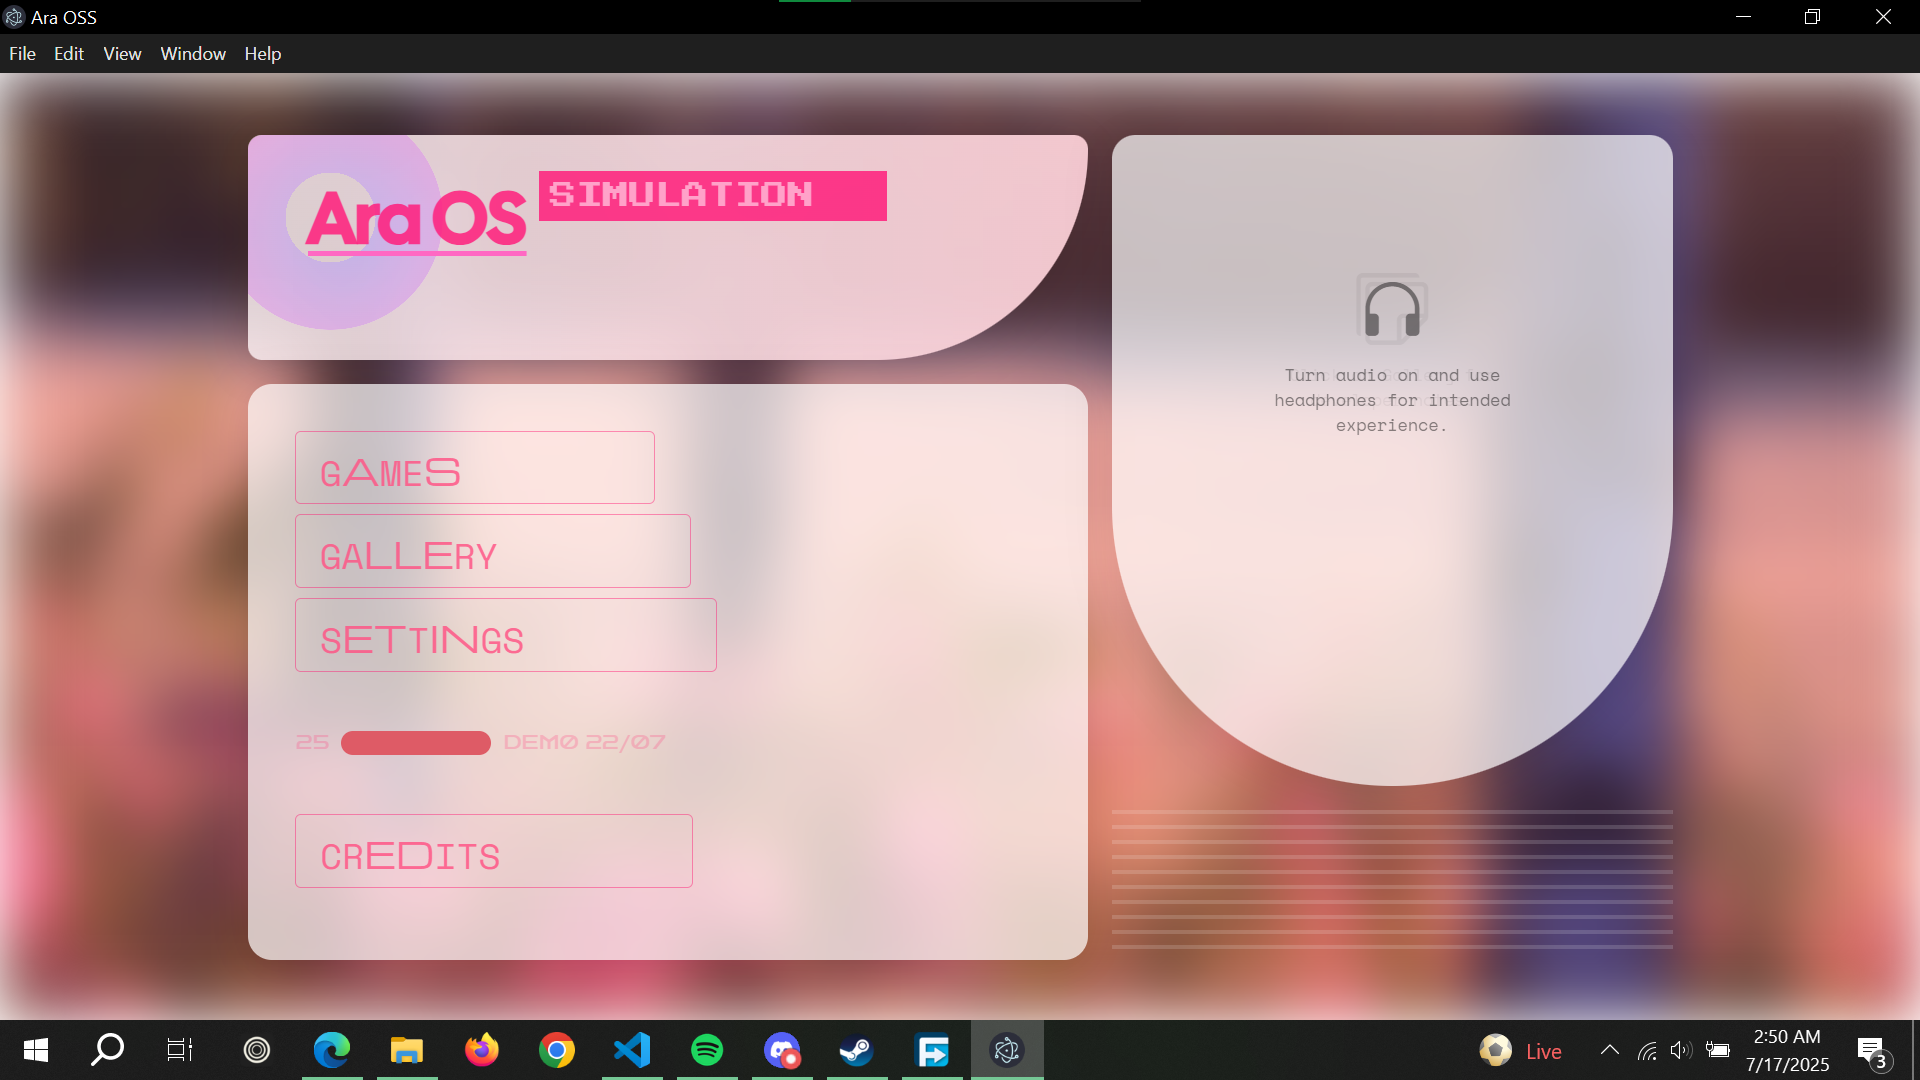 Ara OSS
File Edit View Window Help
Ara OS
SIMULATION
GAMES
GALLERY
SETTINGS
25 DEMO 22/07
CREDITS
Turn audio on and use
headphones for intended
experience.
Live
2:50 AM
7/17/2025
3